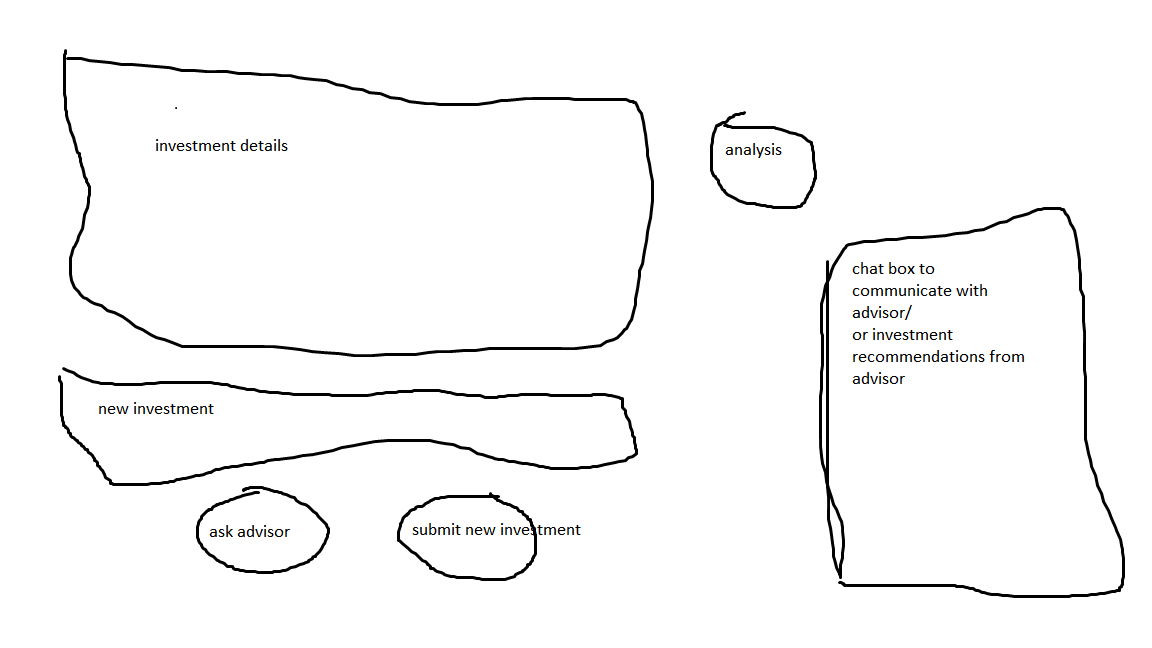 investment details
analysis
chat box to
communicate with
advisor/
or investment
recommendations from
advisor
new investment
ask advisor
submit new investment